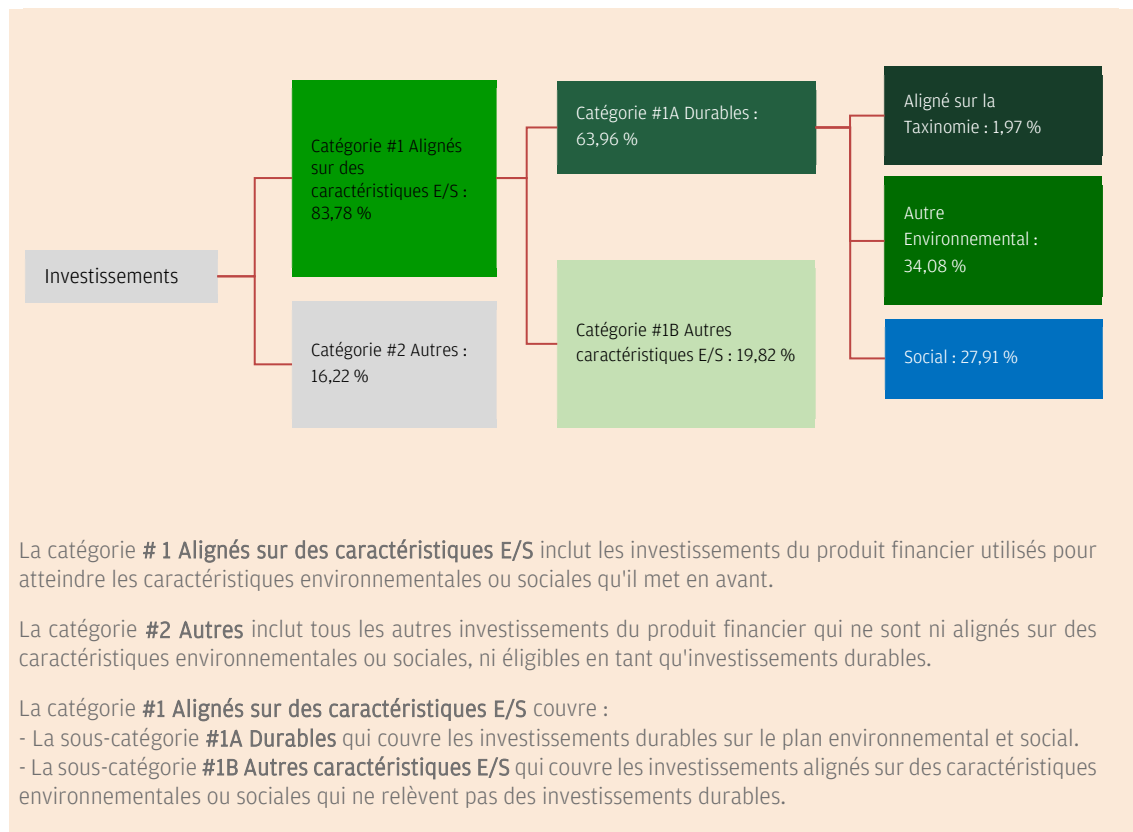 Investissements
Catégorie #1 Alignés
sur des
caractéristiques E/S :
83,78 %
Catégorie #2 Autres :
16,22 %
Catégorie #1A Durables :
63,96 %
Catégorie #1B Autres
caractéristiques E/S : 19,82 %
Aligné sur la
Taxinomie : 1,97 %
Autre
Environnemental :
34,08 %
Social : 27,91 %
La catégorie # 1 Alignés sur des caractéristiques E/S inclut les investissements du produit financier utilisés pour
atteindre les caractéristiques environnementales ou sociales qu'il met en avant.
La catégorie #2 Autres inclut tous les autres investissements du produit financier qui ne sont ni alignés sur des
caractéristiques environnementales ou sociales, ni éligibles en tant qu'investissements durables.
La catégorie #1 Alignés sur des caractéristiques E/S couvre :
- La sous-catégorie #1A Durables qui couvre les investissements durables sur le plan environnemental et social.
- La sous-catégorie #1B Autres caractéristiques E/S qui couvre les investissements alignés sur des caractéristiques
environnementales ou sociales qui ne relèvent pas des investissements durables.